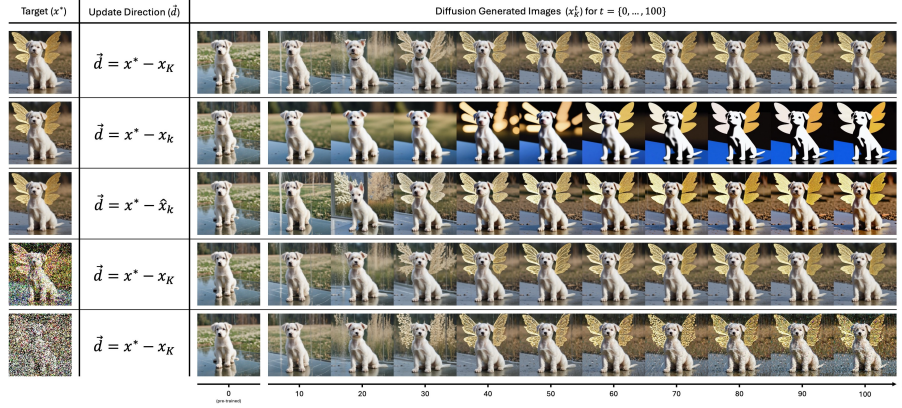 Target (x*) Update Direction (d⃗) Diffusion Generated Images (x_K^t) for t = {0, ..., 100}
d⃗ = x* − x_K
d⃗ = x* − x_k
d⃗ = x* − x̂_k
d⃗ = x* − x_K
d⃗ = x* − x_K
0 10 20 30 40 50 60 70 80 90 100
(pre-trained)